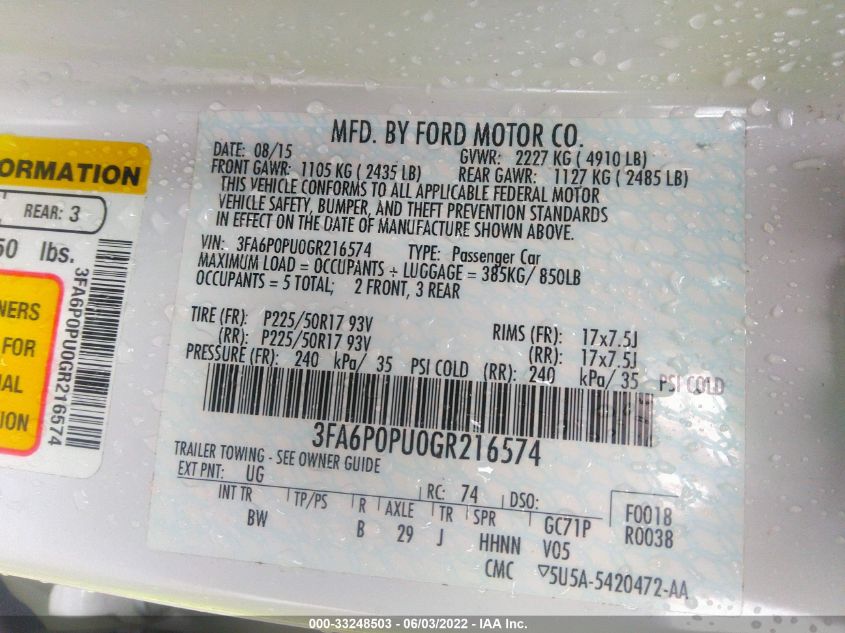 ORMATION
REAR: 3
50 lbs.
NERS
FOR
AL
ATION
3FA6P0PU0GR216574
MFD. BY FORD MOTOR CO.
DATE: 08/15 GVWR: 2227 KG ( 4910 LB)
FRONT GAWR: 1105 KG ( 2435 LB) REAR GAWR: 1127 KG ( 2485 LB)
THIS VEHICLE CONFORMS TO ALL APPLICABLE FEDERAL MOTOR
VEHICLE SAFETY, BUMPER, AND THEFT PREVENTION STANDARDS
IN EFFECT ON THE DATE OF MANUFACTURE SHOWN ABOVE.
VIN: 3FA6P0PU0GR216574 TYPE: Passenger Car
MAXIMUM LOAD = OCCUPANTS + LUGGAGE = 385KG/ 850LB
OCCUPANTS = 5 TOTAL; 2 FRONT, 3 REAR
TIRE (FR): P225/50R17 93V RIMS (FR): 17x7.5J
(RR): P225/50R17 93V (RR): 17x7.5J
PRESSURE (FR): 240 kPa/ 35 PSI COLD (RR): 240 kPa/ 35 PSI COLD
3FA6P0PU0GR216574
TRAILER TOWING - SEE OWNER GUIDE
EXT PNT: UG RC: 74 DSO: F0018
INT TR TP/PS R AXLE TR SPR GC71P R0038
BW B 29 J HHNN V05
CMC ▽5U5A-5420472-AA
000-33248503 - 06/03/2022 - IAA Inc.